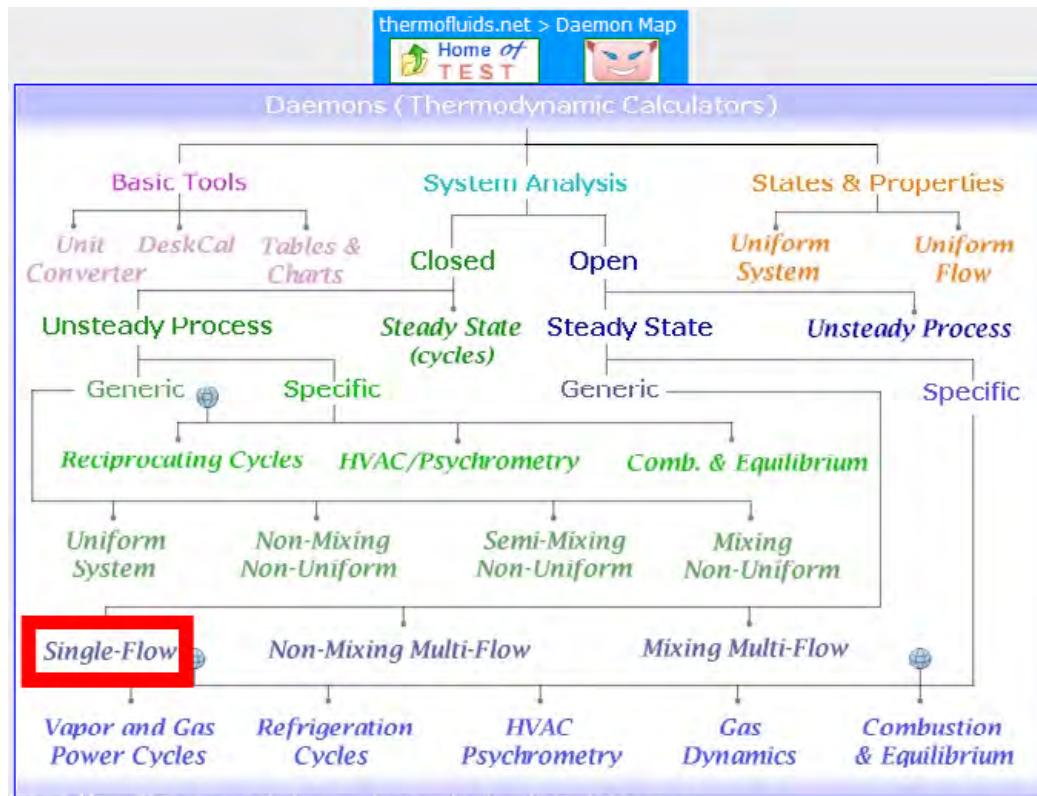 thermofluids.net > Daemon Map
Home of
TEST
Daemons (Thermodynamic Calculators)
Basic Tools
System Analysis
States & Properties
Unit
Converter
DeskCal
Tables &
Charts
Closed
Open
Uniform
System
Uniform
Flow
Unsteady Process
Steady State
(cycles)
Steady State
Unsteady Process
Generic
Specific
Generic
Specific
Reciprocating Cycles
HVAC/Psychrometry
Comb. & Equilibrium
Uniform
System
Non-Mixing
Non-Uniform
Semi-Mixing
Non-Uniform
Mixing
Non-Uniform
Single-Flow
Non-Mixing Multi-Flow
Mixing Multi-Flow
Vapor and Gas
Power Cycles
Refrigeration
Cycles
HVAC
Psychrometry
Gas
Dynamics
Combustion
& Equilibrium